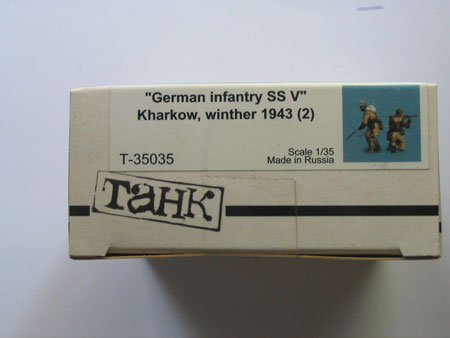 "German infantry SS V"
Kharkow, winther 1943 (2)
Scale 1/35
T-35035
Made in Russia
танк